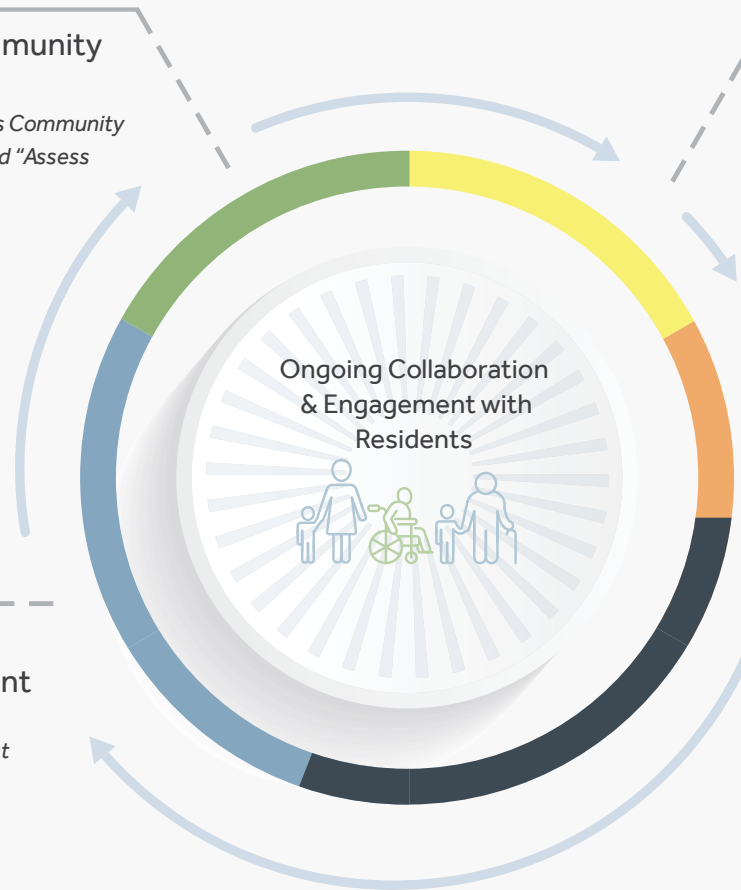 munity
s Community
d “Assess
Ongoing Collaboration
& Engagement with
Residents
nt
t